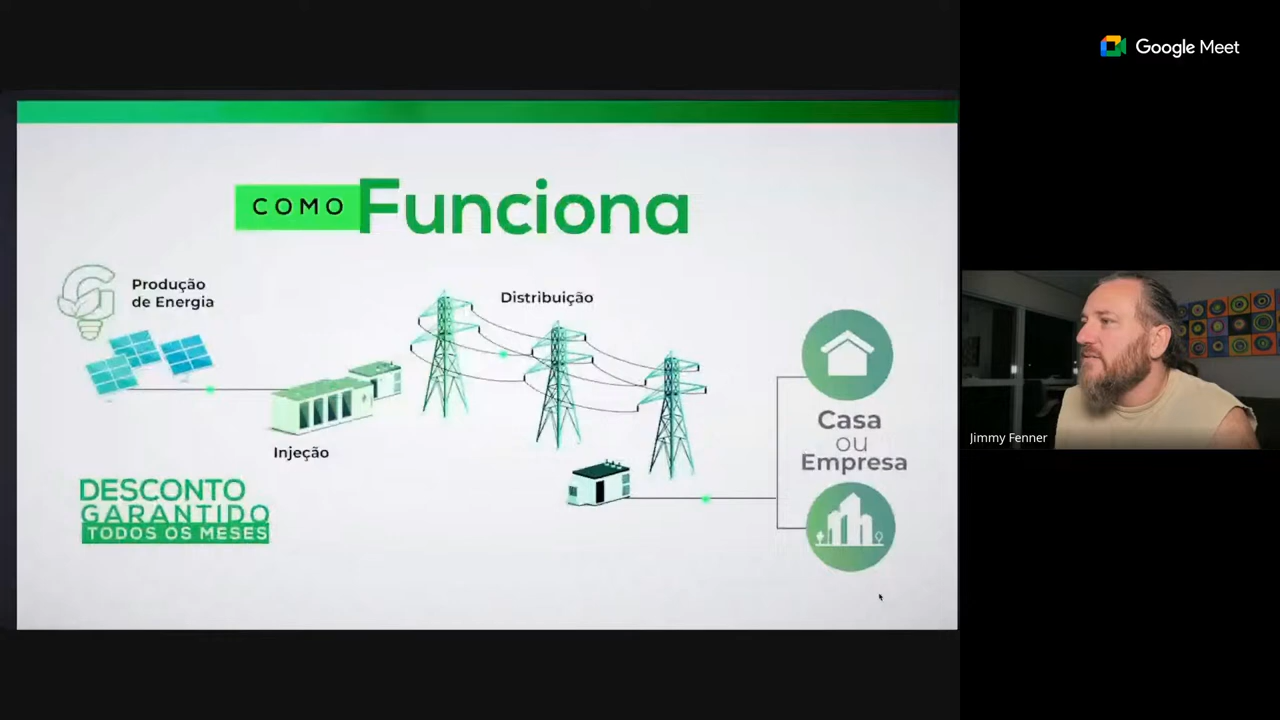 Google Meet
COMO Funciona
Produção
de Energia
Distribuição
Injeção
Casa
ou
Empresa
DESCONTO
GARANTIDO
TODOS OS MESES
Jimmy Fenner